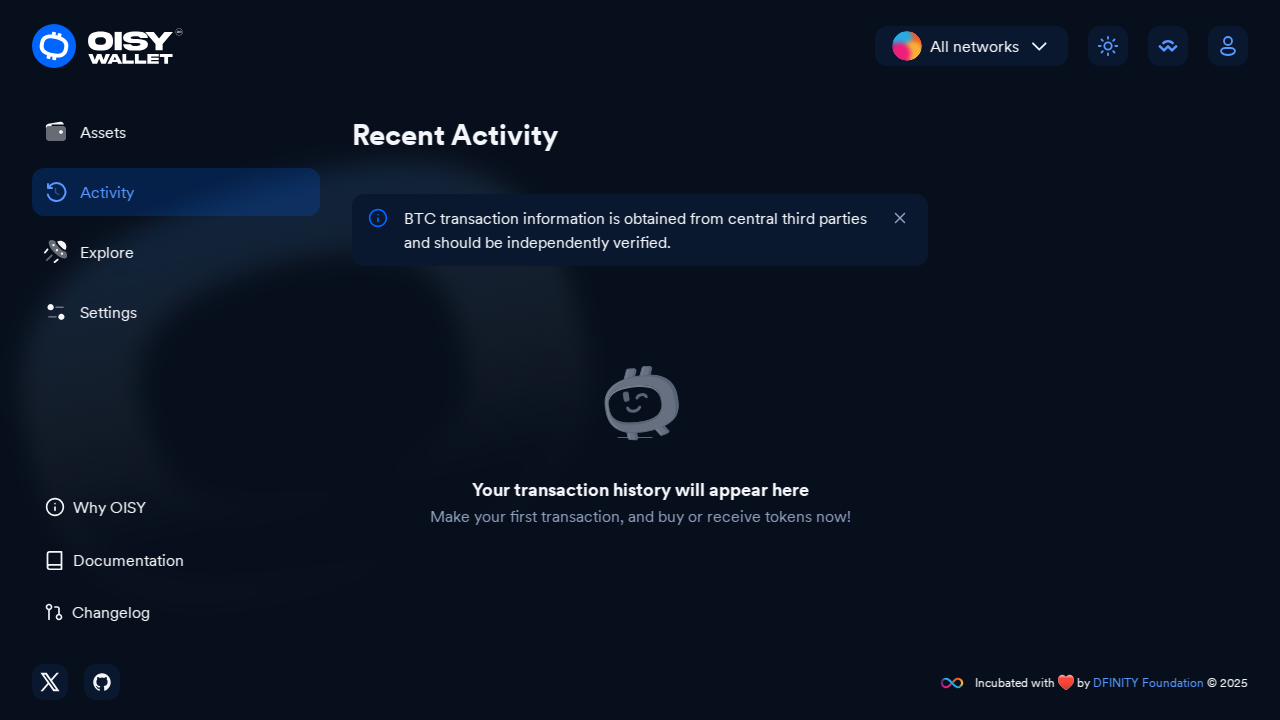 OISY
WALLET
All networks
Assets
Recent Activity
Activity
BTC transaction information is obtained from central third parties
and should be independently verified.
Explore
Settings
Your transaction history will appear here
Make your first transaction, and buy or receive tokens now!
Why OISY
Documentation
Changelog
Incubated with ❤️ by DFINITY Foundation © 2025